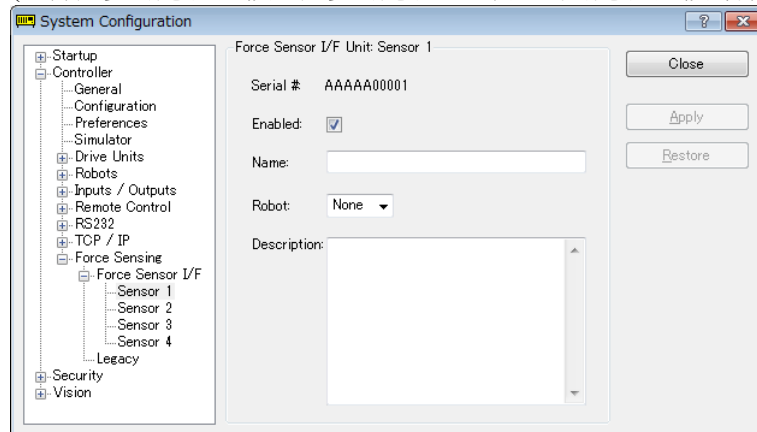 System Configuration
Startup
Controller
General
Configuration
Preferences
Simulator
Drive Units
Robots
Inputs / Outputs
Remote Control
RS232
TCP / IP
Force Sensing
Force Sensor I/F
Sensor 1
Sensor 2
Sensor 3
Sensor 4
Legacy
Security
Vision
Force Sensor I/F Unit: Sensor 1
Serial # AAAAA00001
Enabled:
Name:
Robot: None
Description:
Close
Apply
Restore